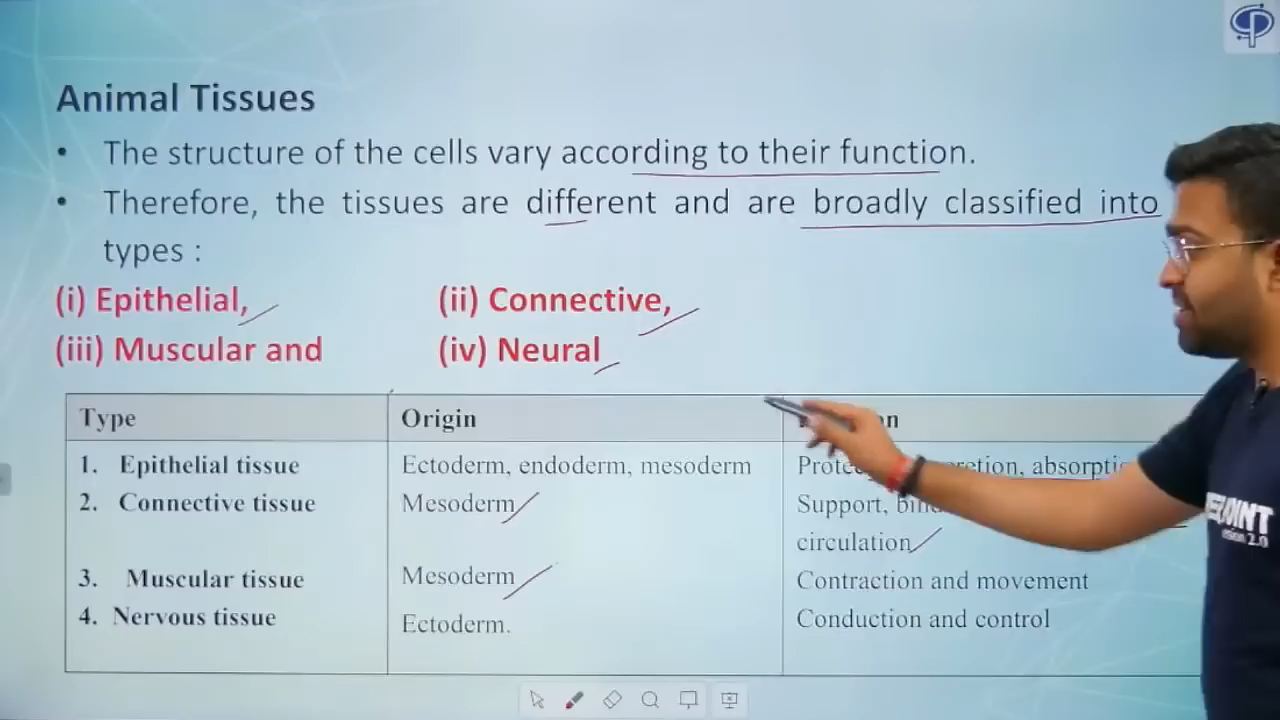 Animal Tissues
• The structure of the cells vary according to their function.
• Therefore, the tissues are different and are broadly classified into
types :
(i) Epithelial, (ii) Connective,
(iii) Muscular and (iv) Neural
Type Origin
1. Epithelial tissue Ectoderm, endoderm, mesoderm
2. Connective tissue Mesoderm Support,
circulation
3. Muscular tissue Mesoderm Contraction and movement
4. Nervous tissue Ectoderm. Conduction and control